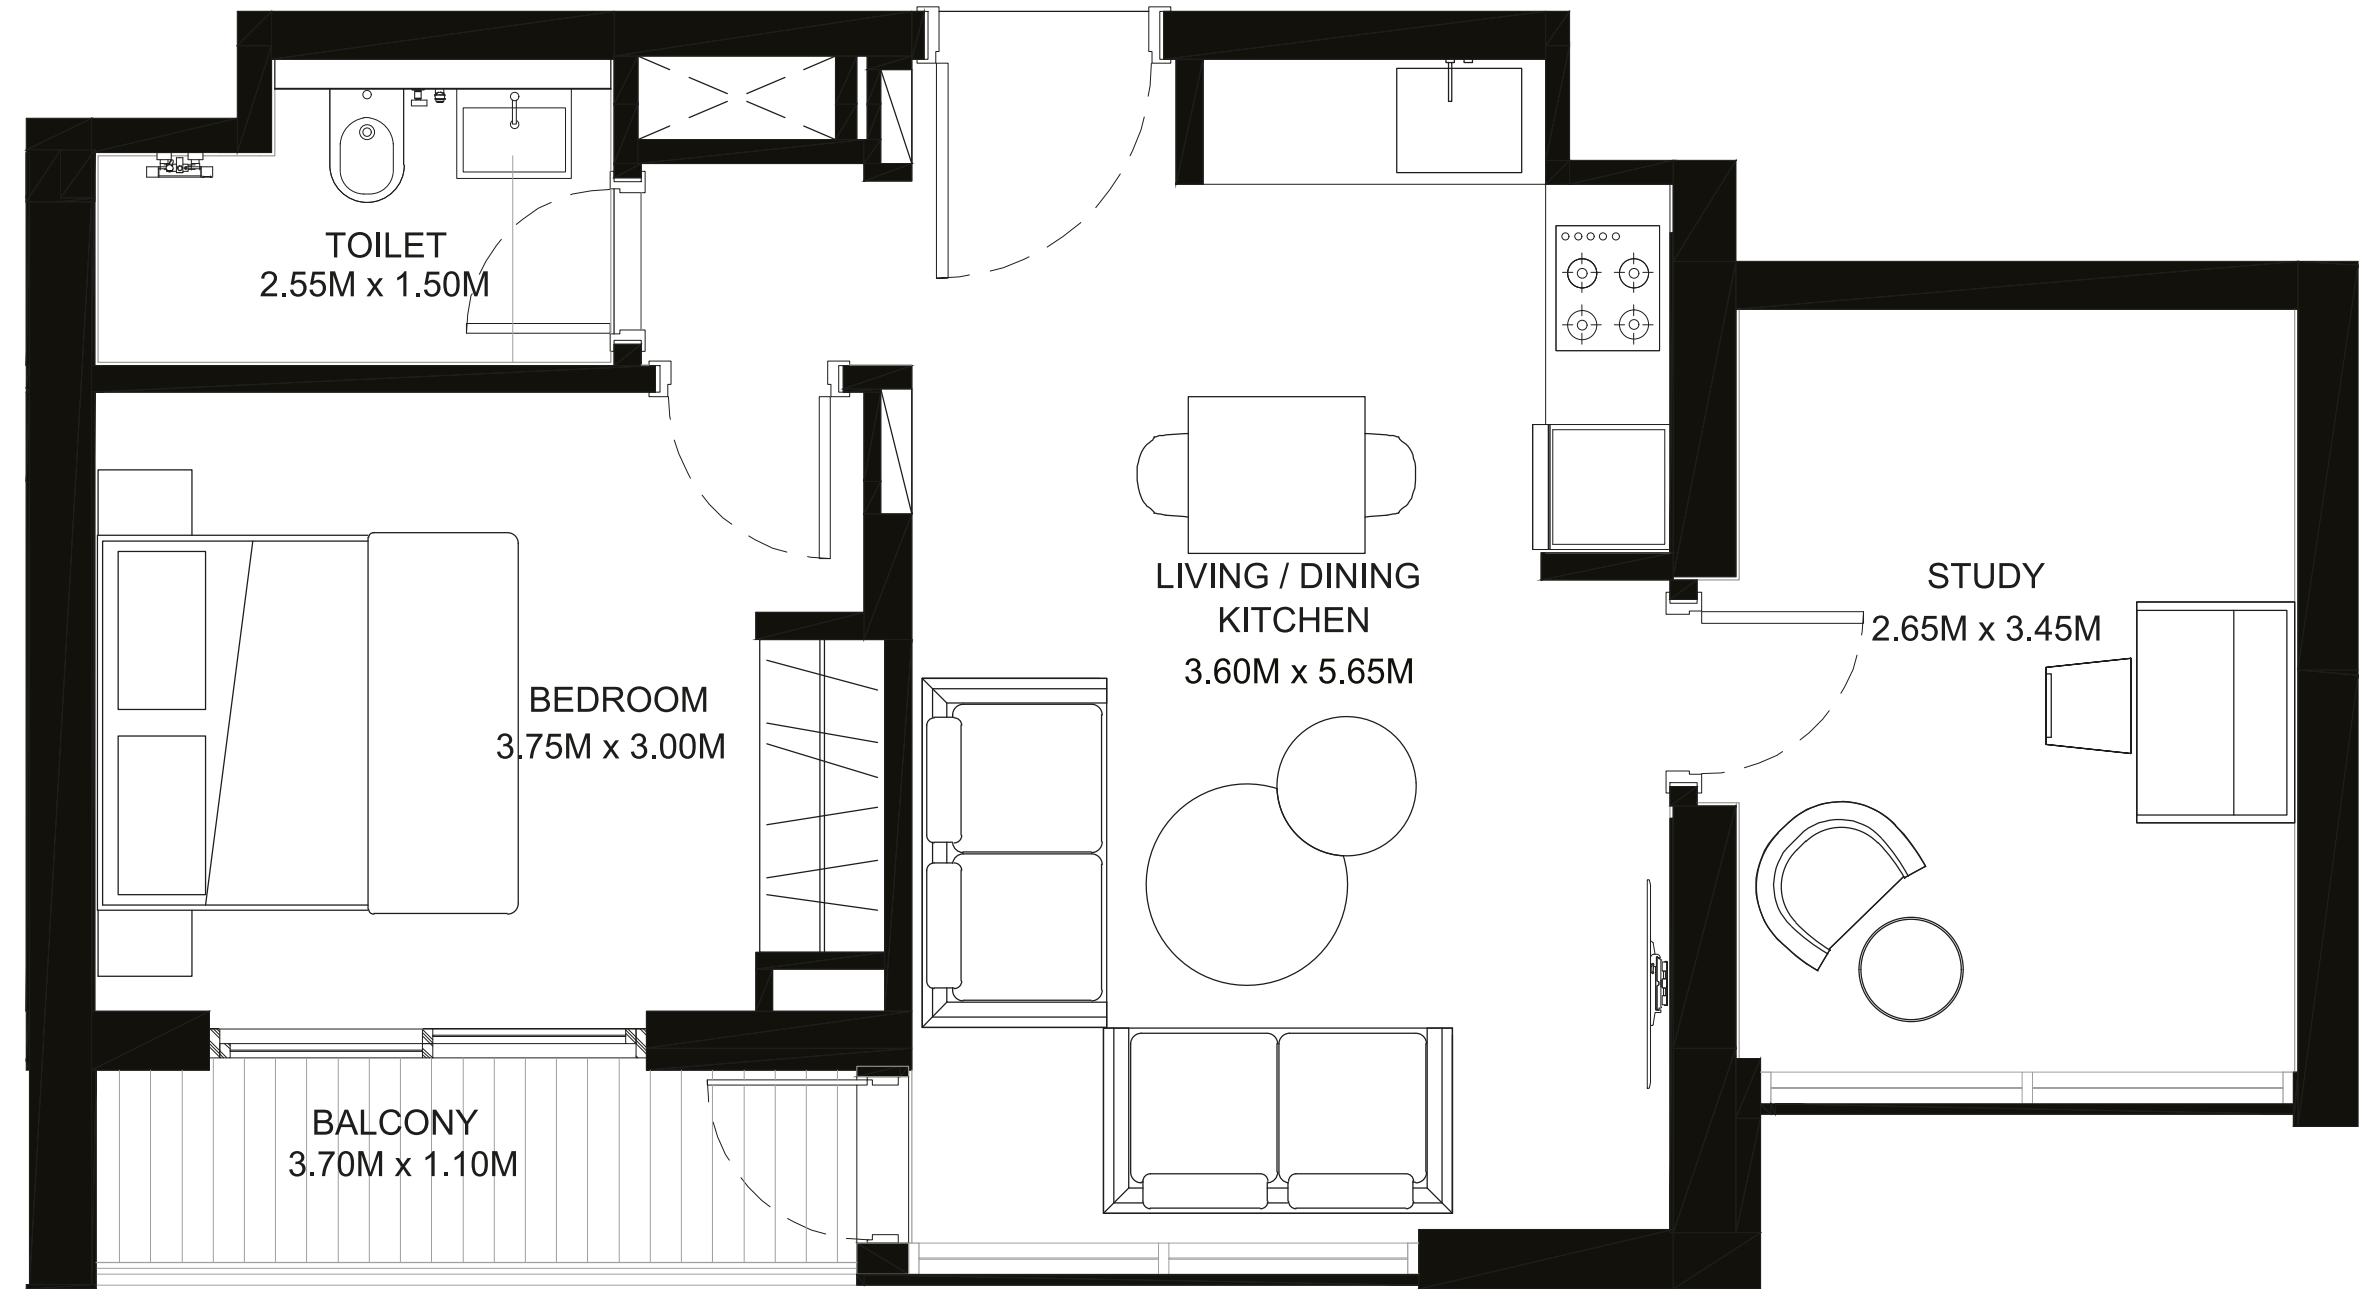 TOILET
2.55M x 1.50M
LIVING / DINING
KITCHEN
3.60M x 5.65M
STUDY
2.65M x 3.45M
BEDROOM
3.75M x 3.00M
BALCONY
3.70M x 1.10M